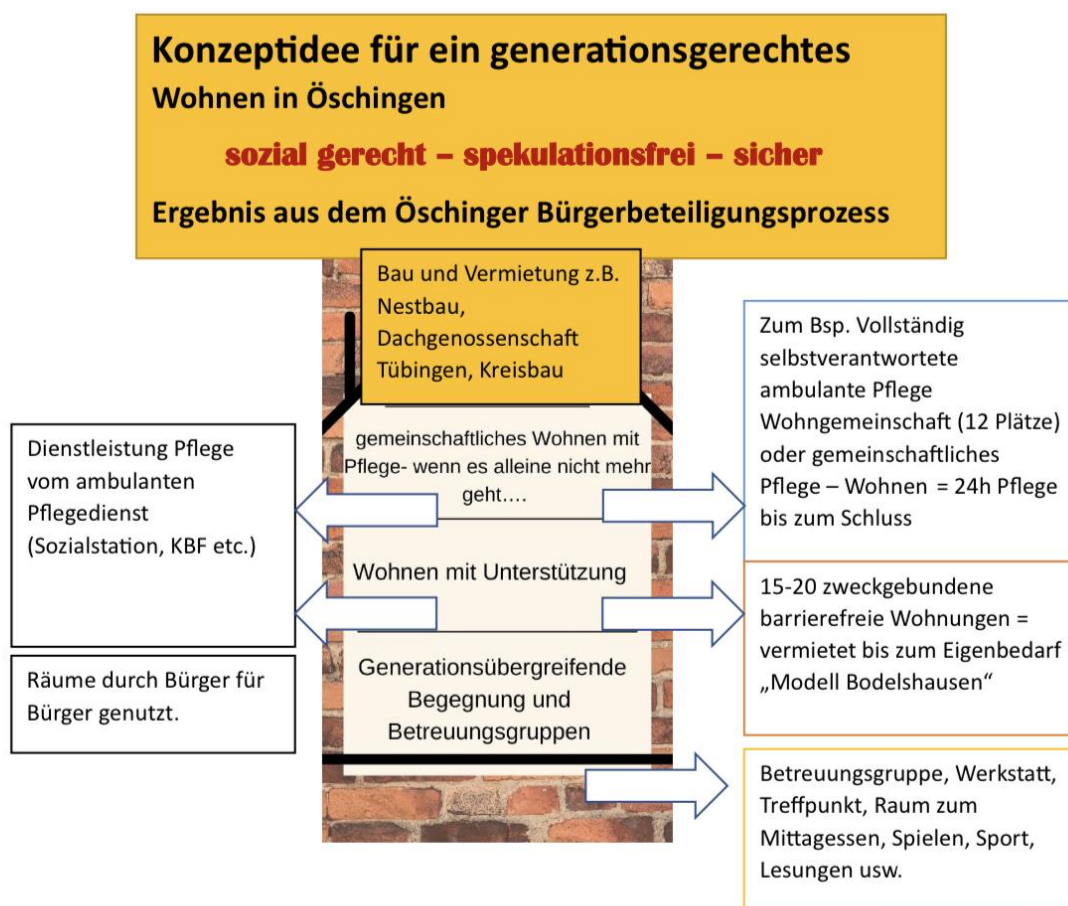 Konzeptidee für ein generationsgerechtes
Wohnen in Öschingen
sozial gerecht – spekulationsfrei – sicher
Ergebnis aus dem Öschinger Bürgerbeteiligungsprozess
Bau und Vermietung z.B.
Nestbau,
Dachgenossenschaft
Tübingen, Kreisbau
gemeinschaftliches Wohnen mit
Pflege- wenn es alleine nicht mehr
geht....
Wohnen mit Unterstützung
Generationsübergreifende
Begegnung und
Betreuungsgruppen
Dienstleistung Pflege
vom ambulanten
Pflegedienst
(Sozialstation, KBF etc.)
Räume durch Bürger für
Bürger genutzt.
Zum Bsp. Vollständig
selbstverantwortete
ambulante Pflege
Wohngemeinschaft (12 Plätze)
oder gemeinschaftliches
Pflege – Wohnen = 24h Pflege
bis zum Schluss
15-20 zweckgebundene
barrierefreie Wohnungen =
vermietet bis zum Eigenbedarf
„Modell Bodelshausen“
Betreuungsgruppe, Werkstatt,
Treffpunkt, Raum zum
Mittagessen, Spielen, Sport,
Lesungen usw.